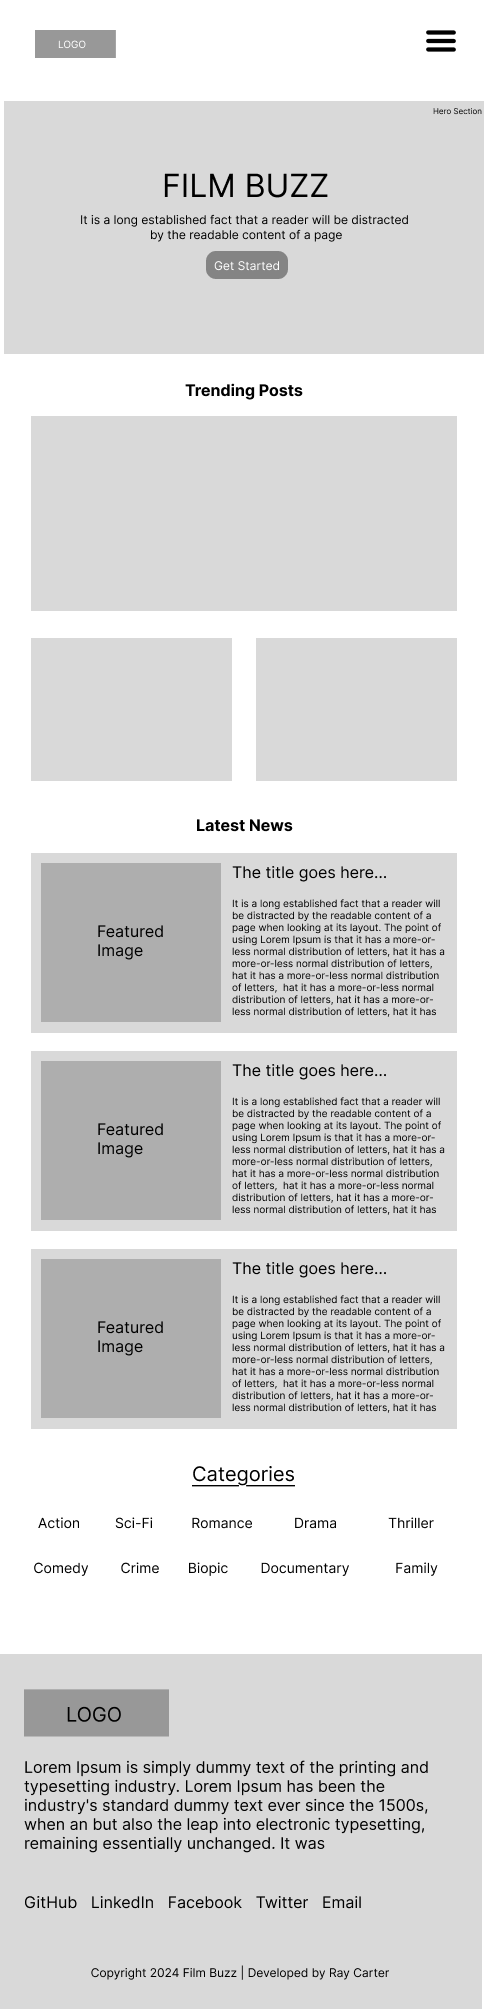 LOGO
Hero Section
FILM BUZZ
It is a long established fact that a reader will be distracted
by the readable content of a page
Get Started
Trending Posts
Latest News
Featured
Image
The title goes here...
It is a long established fact that a reader will
be distracted by the readable content of a
page when looking at its layout. The point of
using Lorem Ipsum is that it has a more-or-
less normal distribution of letters, hat it has a
more-or-less normal distribution of letters,
hat it has a more-or-less normal distribution
of letters,  hat it has a more-or-less normal
distribution of letters, hat it has a more-or-
less normal distribution of letters, hat it has
Featured
Image
The title goes here...
It is a long established fact that a reader will
be distracted by the readable content of a
page when looking at its layout. The point of
using Lorem Ipsum is that it has a more-or-
less normal distribution of letters, hat it has a
more-or-less normal distribution of letters,
hat it has a more-or-less normal distribution
of letters,  hat it has a more-or-less normal
distribution of letters, hat it has a more-or-
less normal distribution of letters, hat it has
Featured
Image
The title goes here...
It is a long established fact that a reader will
be distracted by the readable content of a
page when looking at its layout. The point of
using Lorem Ipsum is that it has a more-or-
less normal distribution of letters, hat it has a
more-or-less normal distribution of letters,
hat it has a more-or-less normal distribution
of letters,  hat it has a more-or-less normal
distribution of letters, hat it has a more-or-
less normal distribution of letters, hat it has
Categories
Action Sci-Fi Romance Drama Thriller
Comedy Crime Biopic Documentary Family
LOGO
Lorem Ipsum is simply dummy text of the printing and
typesetting industry. Lorem Ipsum has been the
industry's standard dummy text ever since the 1500s,
when an but also the leap into electronic typesetting,
remaining essentially unchanged. It was
GitHub LinkedIn Facebook Twitter Email
Copyright 2024 Film Buzz | Developed by Ray Carter